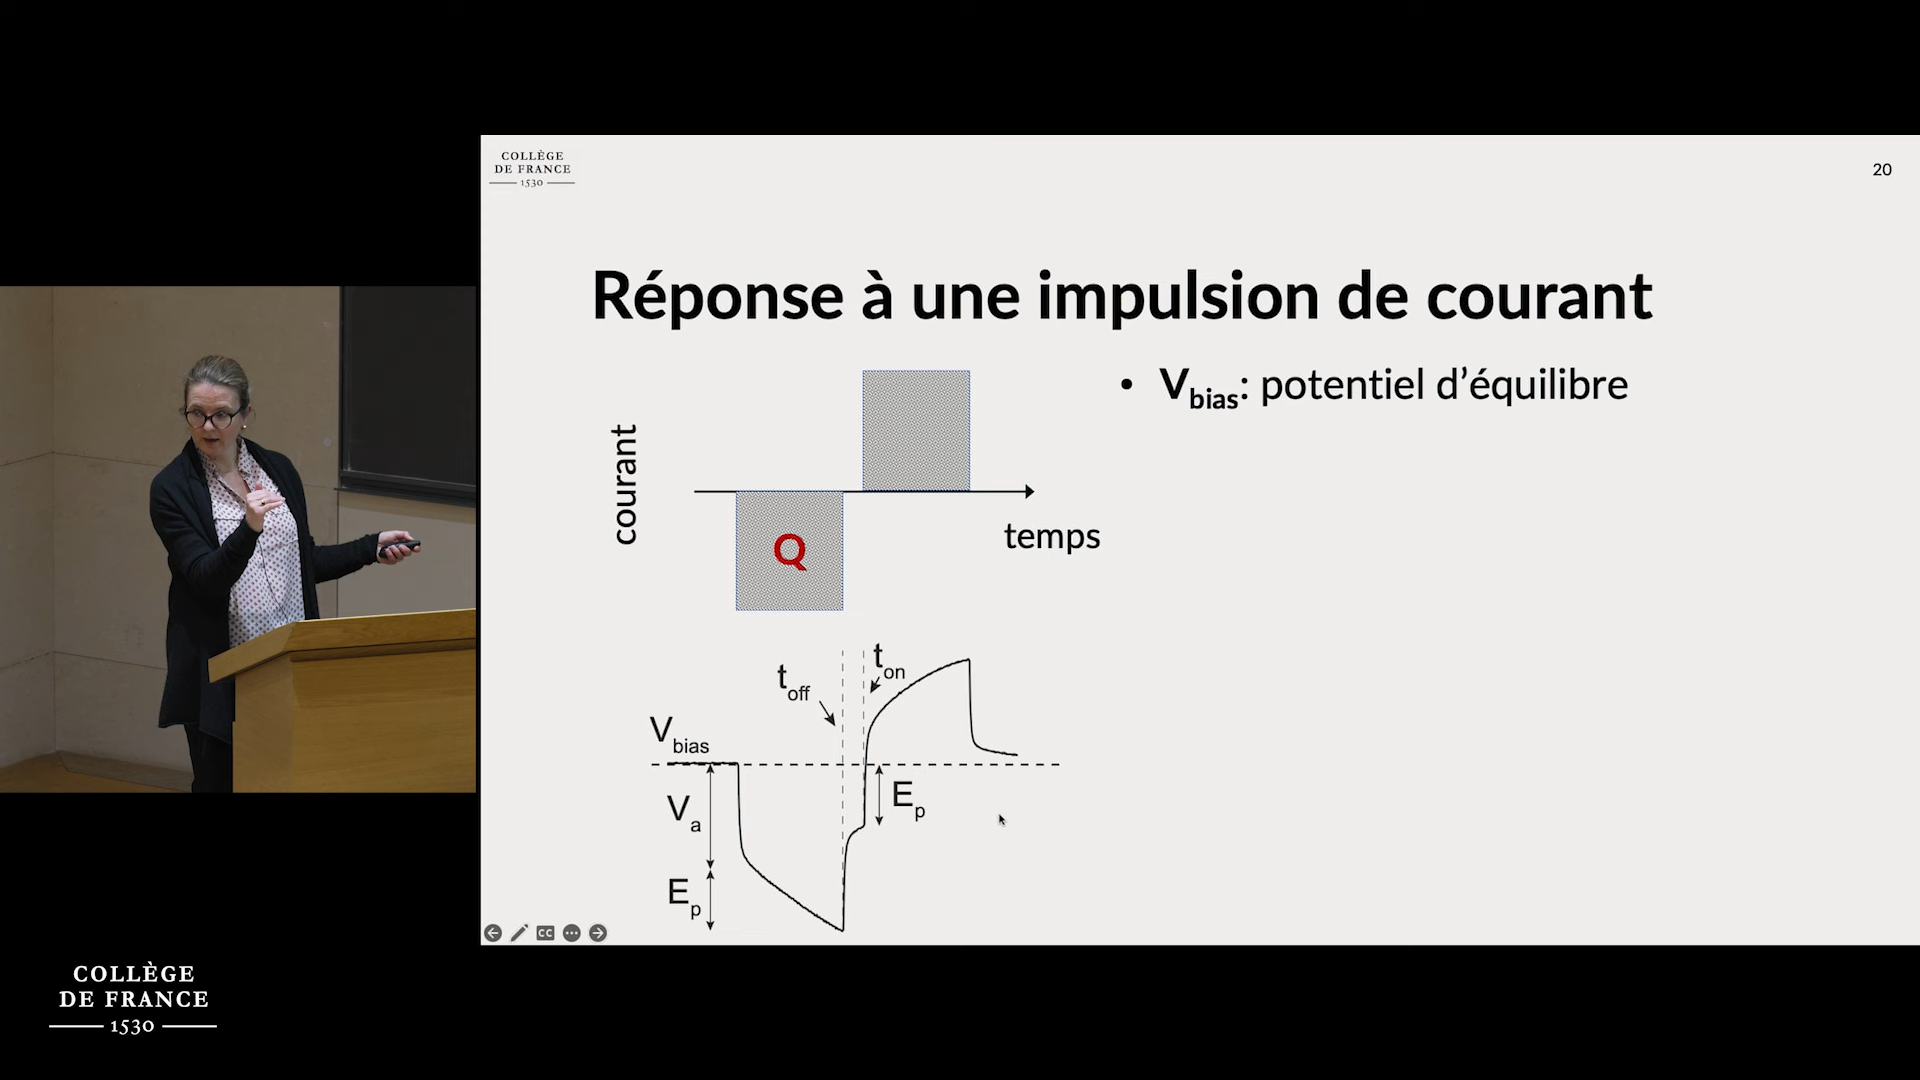 COLLÈGE
DE FRANCE
1530
20
Réponse à une impulsion de courant
• Vbias: potentiel d’équilibre
courant
Q
temps
ton
toff
Vbias
Va
Ep
Ep
CC
COLLÈGE
DE FRANCE
1530